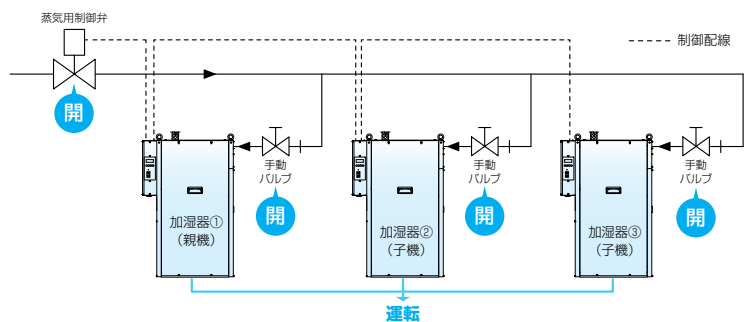 蒸気用制御弁
制御配線
開
手動
バルブ
開
手動
バルブ
開
手動
バルブ
開
加湿器①
（親機）
加湿器②
（子機）
加湿器③
（子機）
運転